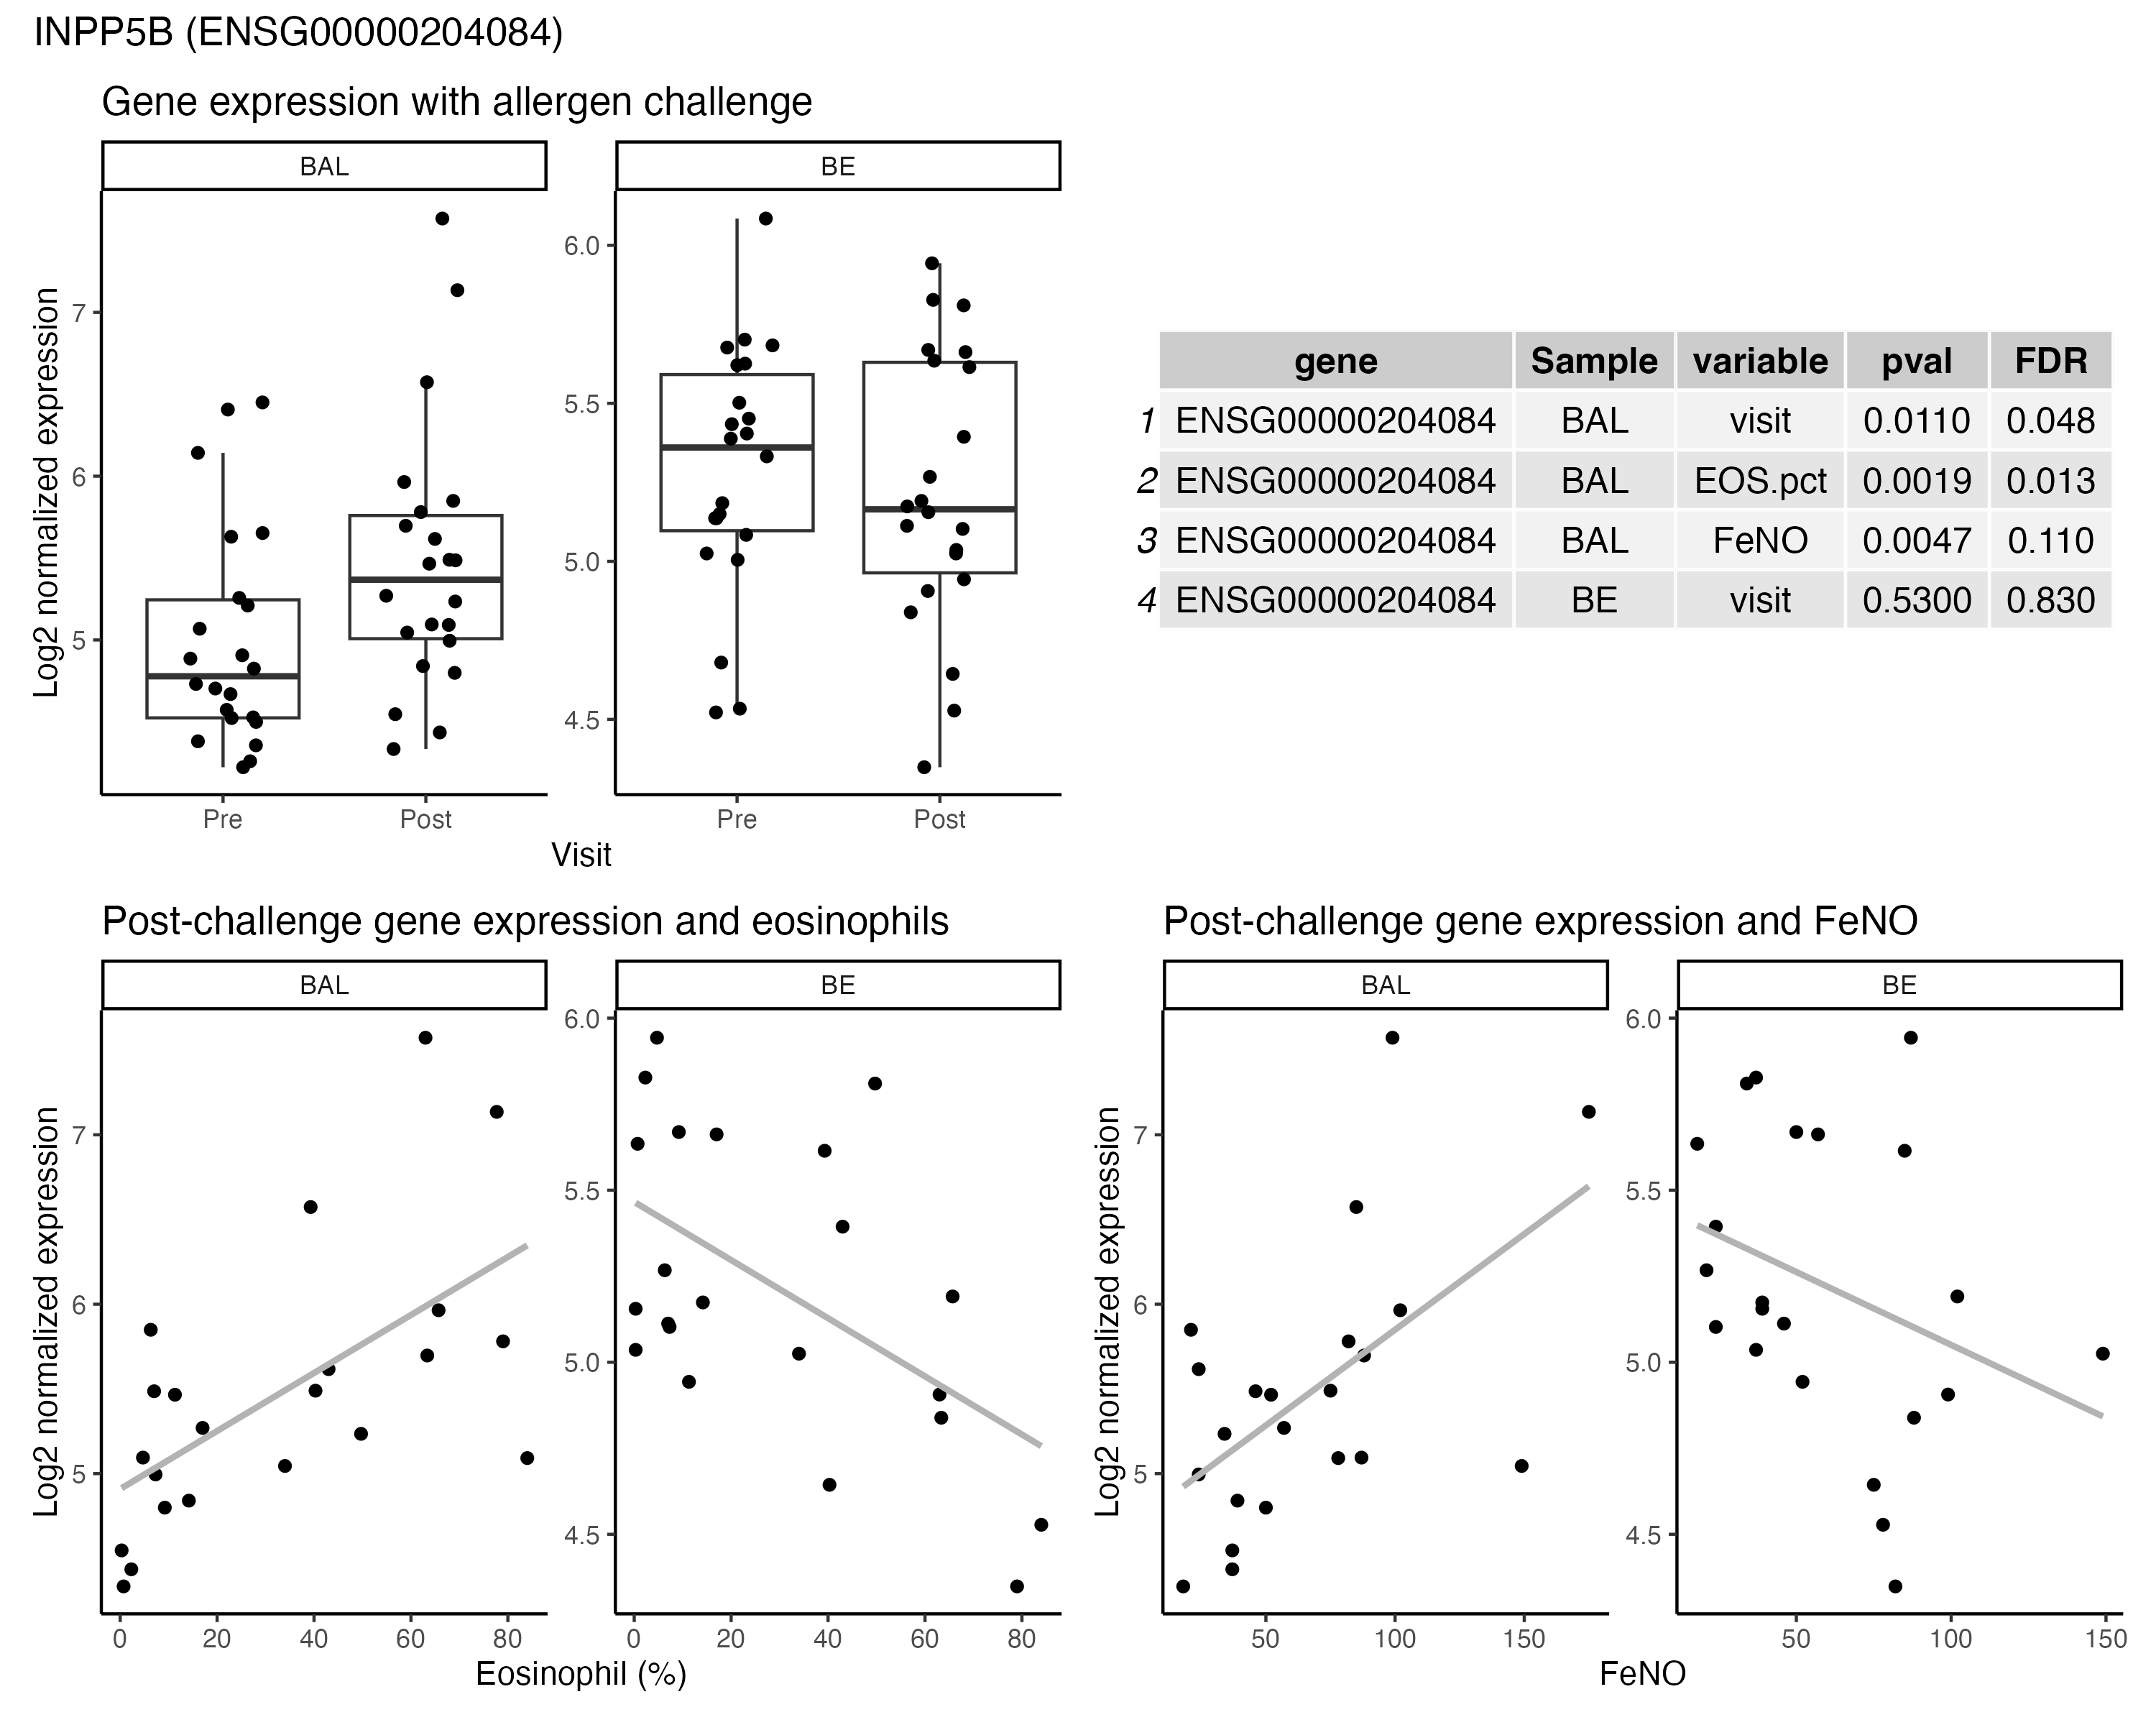 INPP5B (ENSG00000204084)
Gene expression with allergen challenge
BAL
BE
Log2 normalized expression
7
6
5
6.0
5.5
5.0
4.5
Pre
Post
Pre
Post
Visit
gene Sample variable pval FDR
1 ENSG00000204084 BAL visit 0.0110 0.048
2 ENSG00000204084 BAL EOS.pct 0.0019 0.013
3 ENSG00000204084 BAL FeNO 0.0047 0.110
4 ENSG00000204084 BE visit 0.5300 0.830
Post-challenge gene expression and eosinophils
BAL
BE
Log2 normalized expression
7
6
5
6.0
5.5
5.0
4.5
0 20 40 60 80
0 20 40 60 80
Eosinophil (%)
Post-challenge gene expression and FeNO
BAL
BE
Log2 normalized expression
7
6
5
6.0
5.5
5.0
4.5
50 100 150
50 100 150
FeNO